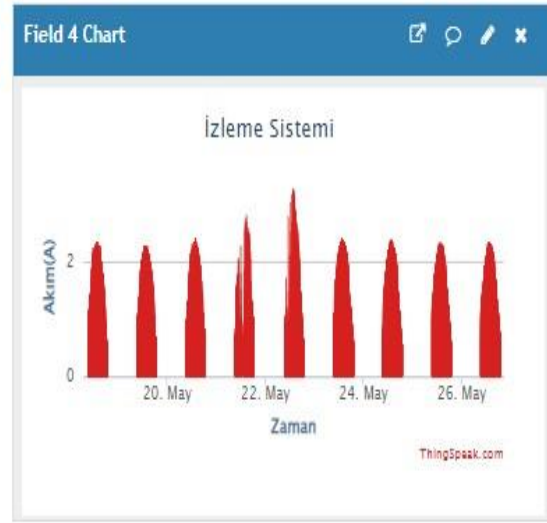 Field 4 Chart
İzleme Sistemi
Akım(A)
2
0
20. May
22. May
24. May
26. May
Zaman
ThingSpeak.com